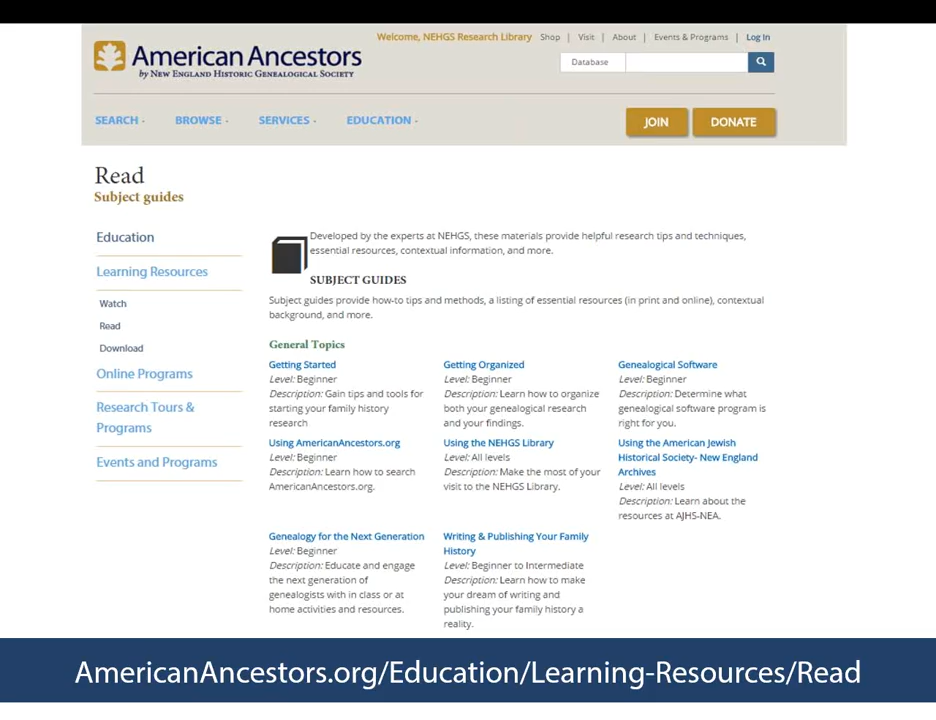 Welcome, NEHGS Research Library Shop | Visit | About | Events & Programs | Log In
American Ancestors
by NEW ENGLAND HISTORIC GENEALOGICAL SOCIETY
Database
SEARCH
BROWSE
SERVICES
EDUCATION
JOIN
DONATE
Read
Subject guides
Education
Learning Resources
Watch
Read
Download
Online Programs
Research Tours &
Programs
Events and Programs
Developed by the experts at NEHGS, these materials provide helpful research tips and techniques,
essential resources, contextual information, and more.
SUBJECT GUIDES
Subject guides provide how-to tips and methods, a listing of essential resources (in print and online), contextual
background, and more.
General Topics
Getting Started
Level: Beginner
Description: Gain tips and tools for
starting your family history
research
Getting Organized
Level: Beginner
Description: Learn how to organize
both your genealogical research
and your findings.
Genealogical Software
Level: Beginner
Description: Determine what
genealogical software program is
right for you.
Using AmericanAncestors.org
Level: Beginner
Description: Learn how to search
AmericanAncestors.org.
Using the NEHGS Library
Level: All levels
Description: Make the most of your
visit to the NEHGS Library.
Using the American Jewish
Historical Society- New England
Archives
Level: All levels
Description: Learn about the
resources at AJHS-NEA.
Genealogy for the Next Generation
Level: Beginner
Description: Educate and engage
the next generation of
genealogists with in class or at
home activities and resources.
Writing & Publishing Your Family
History
Level: Beginner to Intermediate
Description: Learn how to make
your dream of writing and
publishing your family history a
reality.
AmericanAncestors.org/Education/Learning-Resources/Read